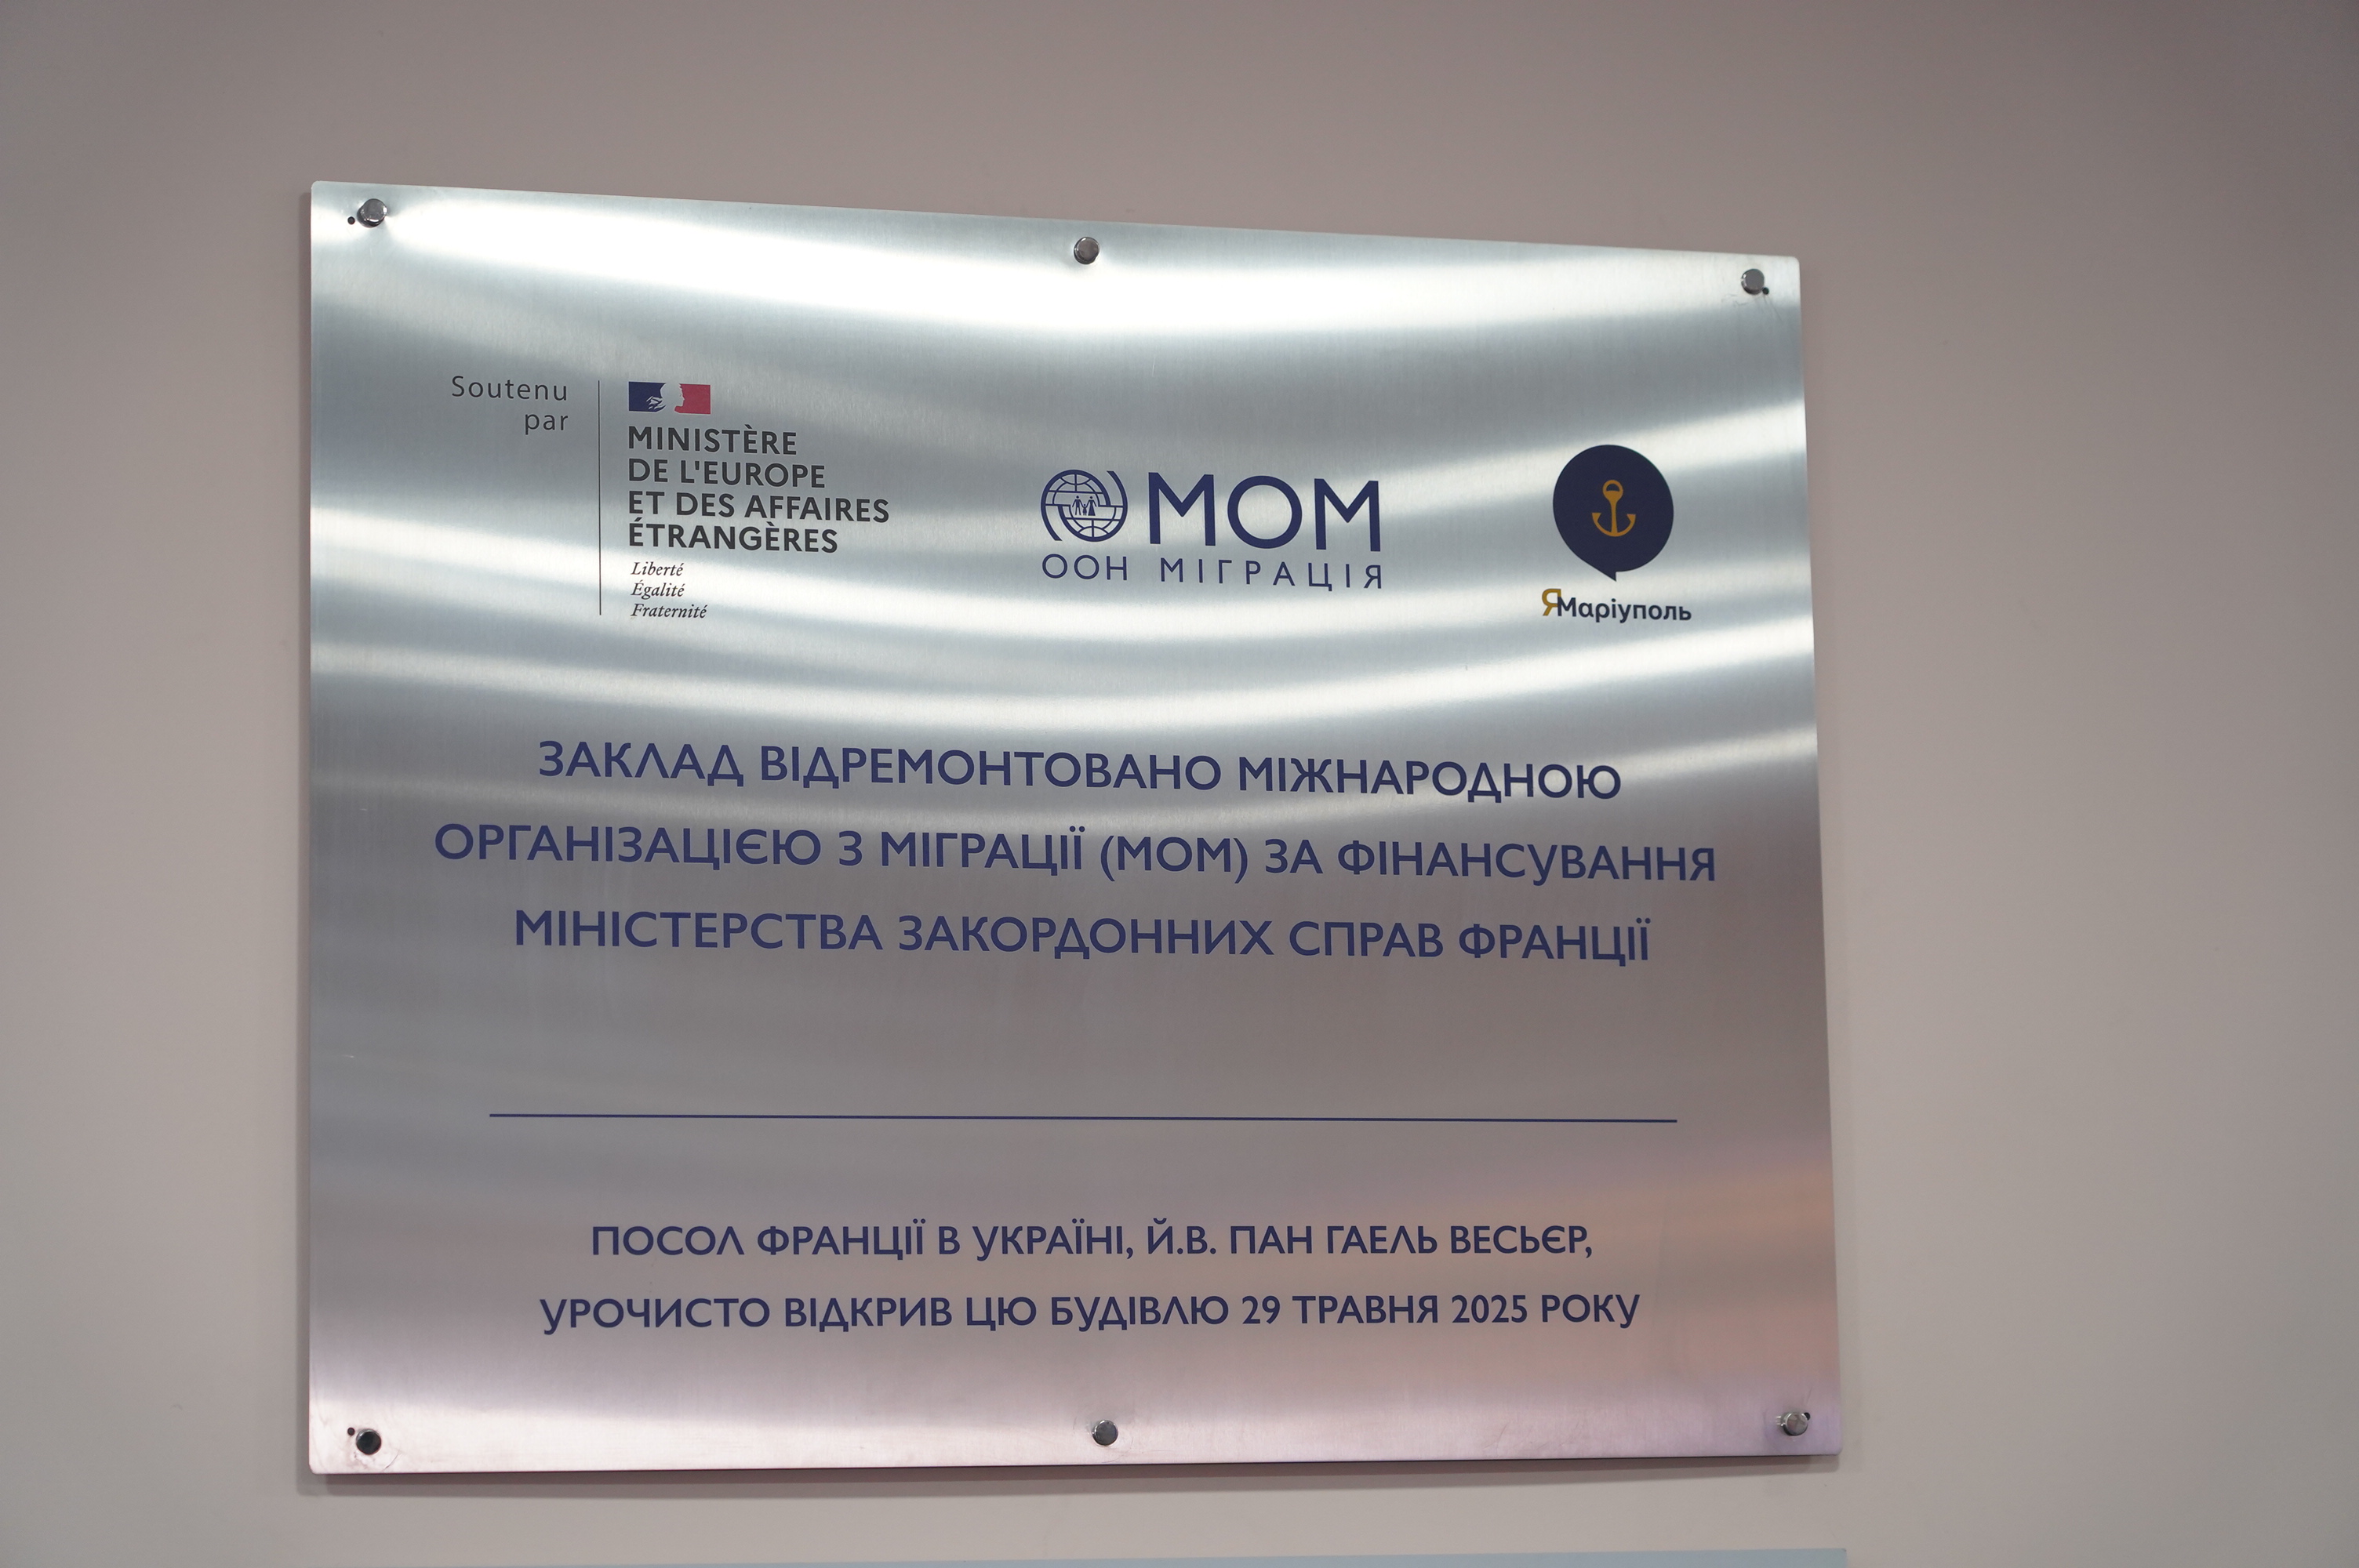 Soutenu
par
MINISTÈRE
DE L'EUROPE
ET DES AFFAIRES
ÉTRANGÈRES
Liberté
Égalité
Fraternité
МОМ
ООН МІГРАЦІЯ
ЯМаріуполь
ЗАКЛАД ВІДРЕМОНТОВАНО МІЖНАРОДНОЮ
ОРГАНІЗАЦІЄЮ З МІГРАЦІЇ (МОМ) ЗА ФІНАНСУВАННЯ
МІНІСТЕРСТВА ЗАКОРДОННИХ СПРАВ ФРАНЦІЇ
ПОСОЛ ФРАНЦІЇ В УКРАЇНІ, Й.В. ПАН ГАЕЛЬ ВЕСЬЄР,
УРОЧИСТО ВІДКРИВ ЦЮ БУДІВЛЮ 29 ТРАВНЯ 2025 РОКУ